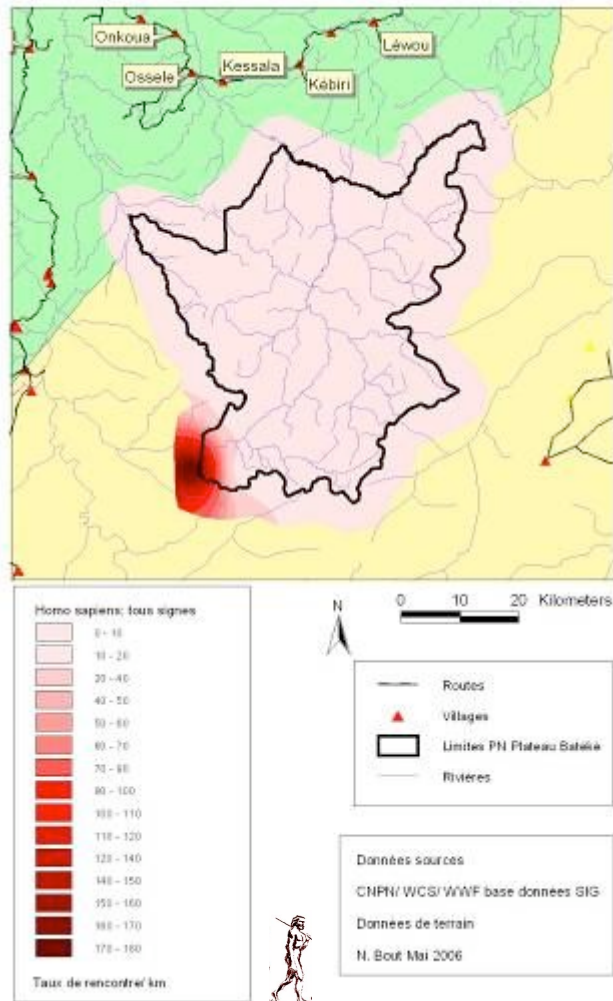 Onkoua
Léwou
Kessala
Ossele
Kébiri
Homo sapiens: tous signes
0 - 10
10 - 20
20 - 40
40 - 50
50 - 60
60 - 70
70 - 80
80 - 100
100 - 110
110 - 120
120 - 140
140 - 150
150 - 160
160 - 170
170 - 180
Taux de rencontre/ km
N
0 10 20 Kilometers
Routes
Villages
Limites PN Plateau Batéké
Rivières
Données sources
CNPN/ WCS/ WWF base données SIG
Données de terrain
N. Bout Mai 2006